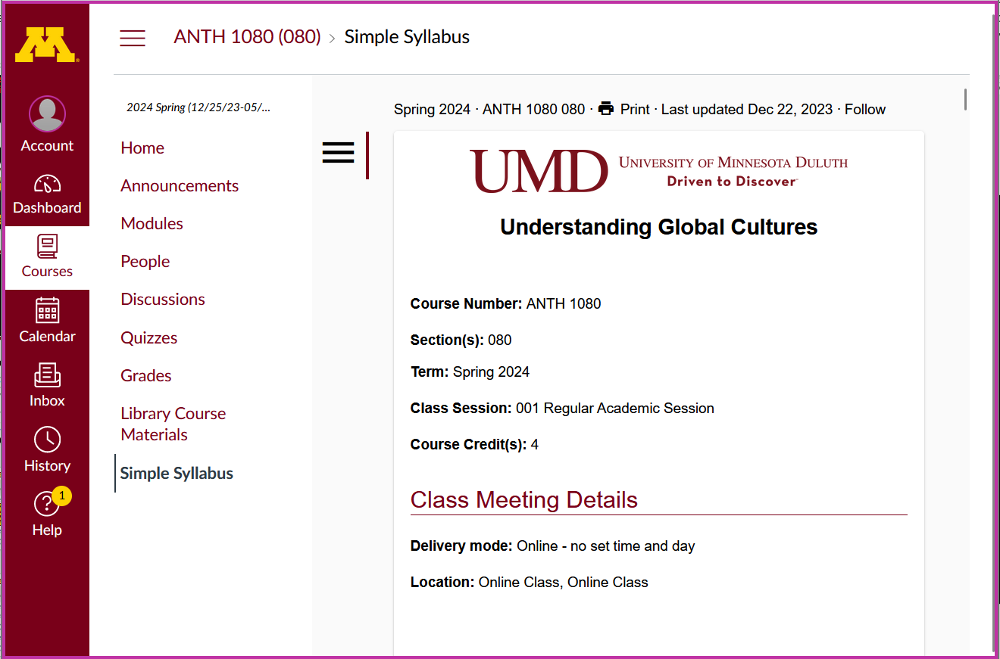 ANTH 1080 (080) › Simple Syllabus
Account
Dashboard
Courses
Calendar
Inbox
History
1
Help
2024 Spring (12/25/23-05/...
Home
Announcements
Modules
People
Discussions
Quizzes
Grades
Library Course
Materials
Simple Syllabus
Spring 2024 · ANTH 1080 080 · Print · Last updated Dec 22, 2023 · Follow
UMD UNIVERSITY OF MINNESOTA DULUTH
Driven to Discover
Understanding Global Cultures
Course Number: ANTH 1080
Section(s): 080
Term: Spring 2024
Class Session: 001 Regular Academic Session
Course Credit(s): 4
Class Meeting Details
Delivery mode: Online - no set time and day
Location: Online Class, Online Class